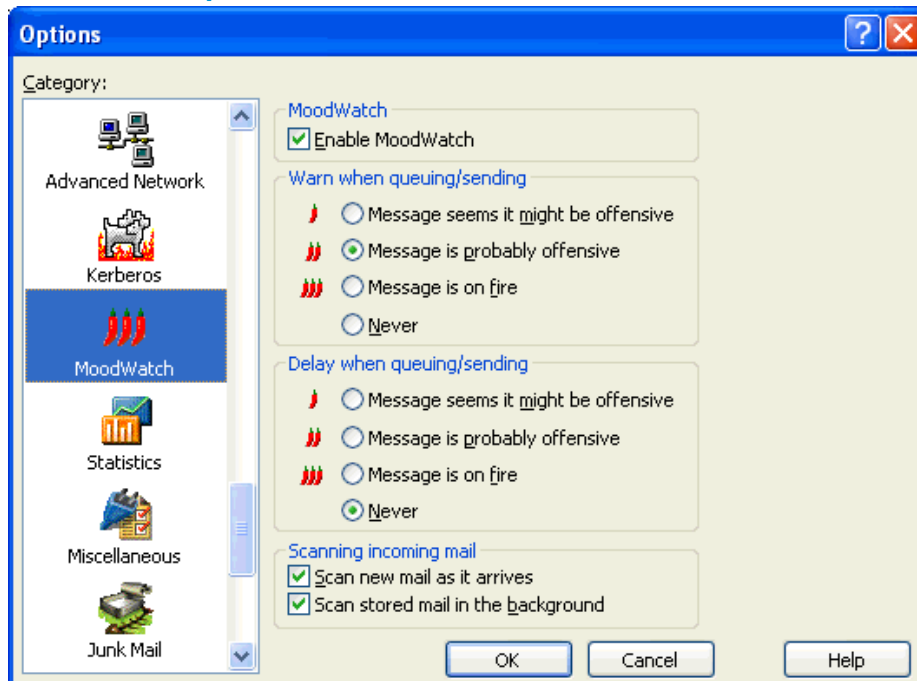 Options
Category:
Advanced Network
Kerberos
MoodWatch
Statistics
Miscellaneous
Junk Mail
MoodWatch
Enable MoodWatch
Warn when queuing/sending
Message seems it might be offensive
Message is probably offensive
Message is on fire
Never
Delay when queuing/sending
Message seems it might be offensive
Message is probably offensive
Message is on fire
Never
Scanning incoming mail
Scan new mail as it arrives
Scan stored mail in the background
OK
Cancel
Help